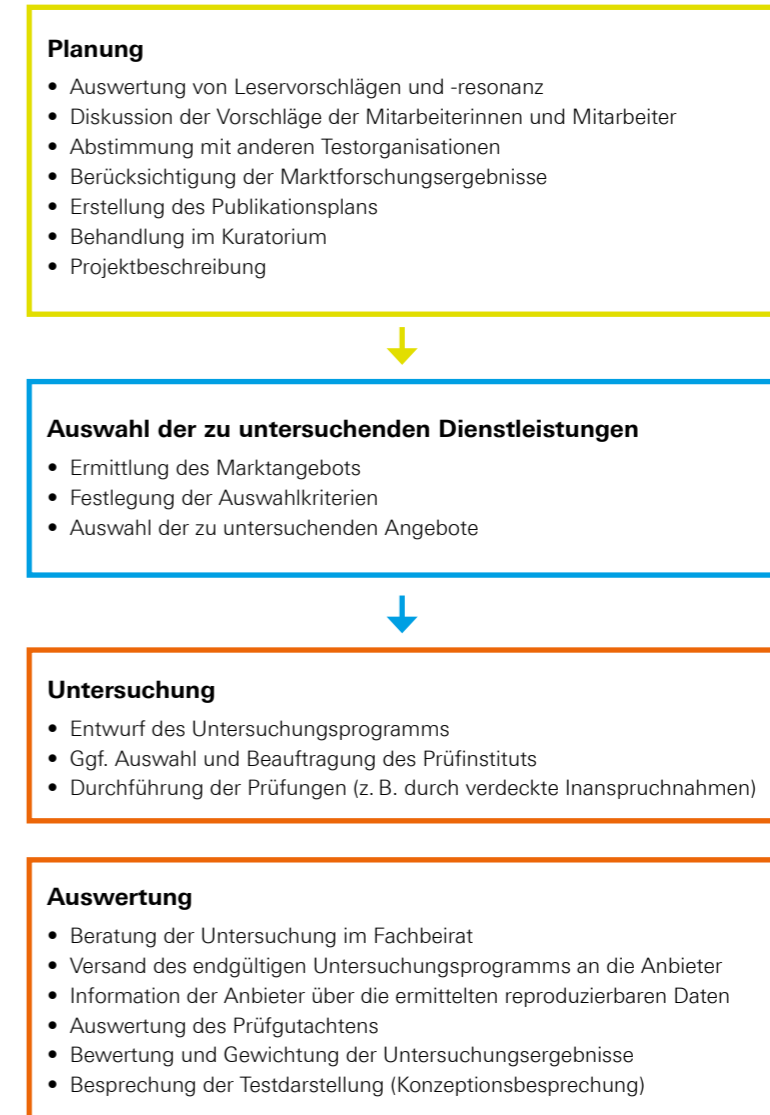 Planung
• Auswertung von Leservorschlägen und -resonanz
• Diskussion der Vorschläge der Mitarbeiterinnen und Mitarbeiter
• Abstimmung mit anderen Testorganisationen
• Berücksichtigung der Marktforschungsergebnisse
• Erstellung des Publikationsplans
• Behandlung im Kuratorium
• Projektbeschreibung
Auswahl der zu untersuchenden Dienstleistungen
• Ermittlung des Marktangebots
• Festlegung der Auswahlkriterien
• Auswahl der zu untersuchenden Angebote
Untersuchung
• Entwurf des Untersuchungsprogramms
• Ggf. Auswahl und Beauftragung des Prüfinstituts
• Durchführung der Prüfungen (z. B. durch verdeckte Inanspruchnahmen)
Auswertung
• Beratung der Untersuchung im Fachbeirat
• Versand des endgültigen Untersuchungsprogramms an die Anbieter
• Information der Anbieter über die ermittelten reproduzierbaren Daten
• Auswertung des Prüfgutachtens
• Bewertung und Gewichtung der Untersuchungsergebnisse
• Besprechung der Testdarstellung (Konzeptionsbesprechung)